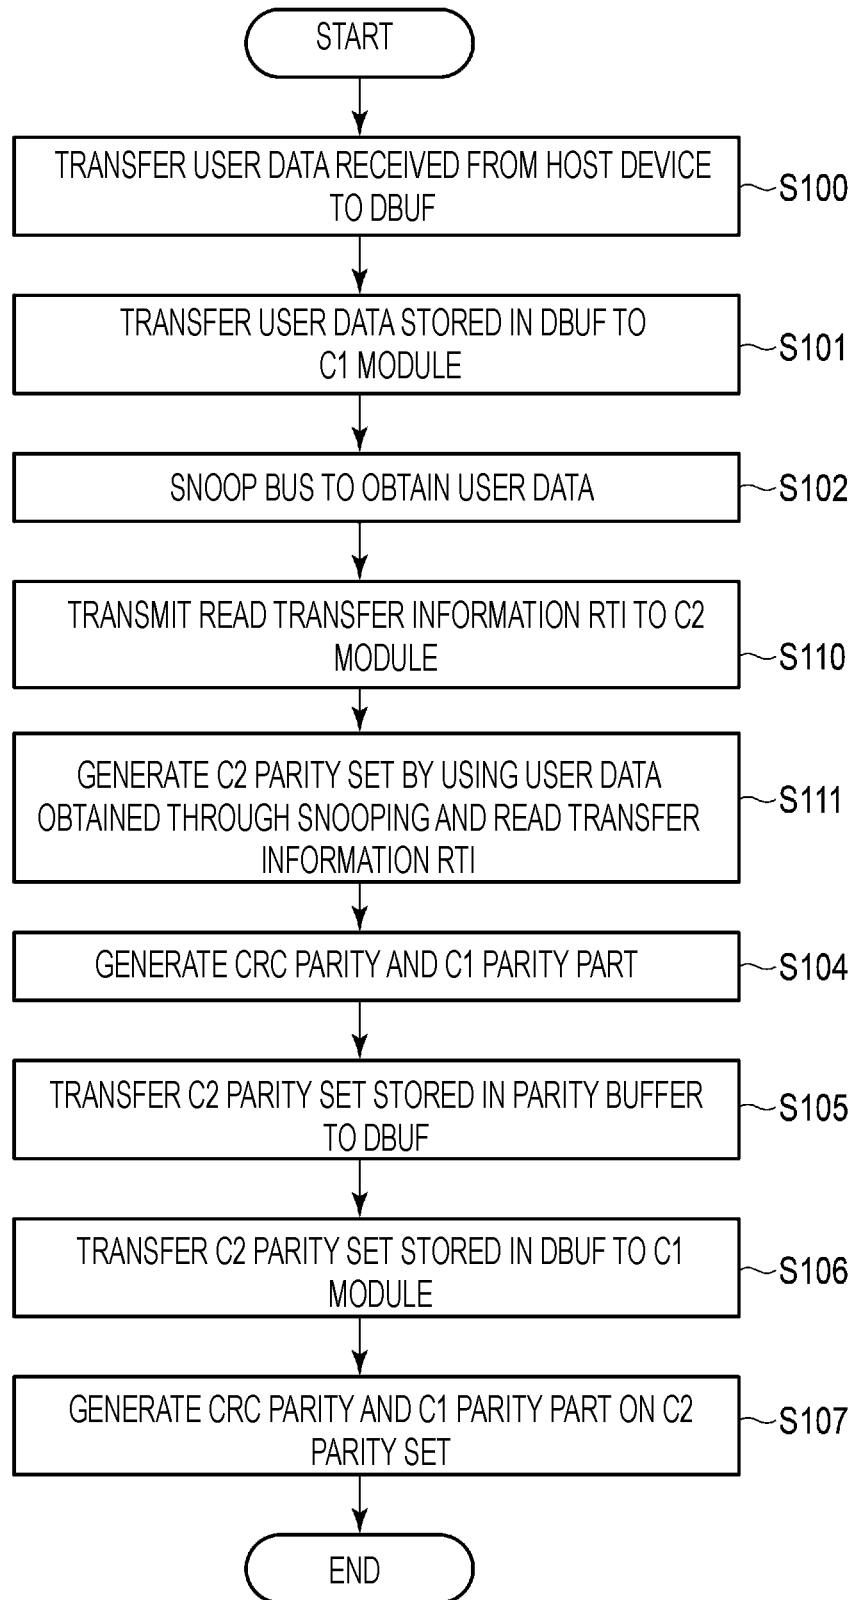 START
TRANSFER USER DATA RECEIVED FROM HOST DEVICE
TO DBUF
S100
TRANSFER USER DATA STORED IN DBUF TO
C1 MODULE
S101
SNOOP BUS TO OBTAIN USER DATA
S102
TRANSMIT READ TRANSFER INFORMATION RTI TO C2
MODULE
S110
GENERATE C2 PARITY SET BY USING USER DATA
OBTAINED THROUGH SNOOPING AND READ TRANSFER
INFORMATION RTI
S111
GENERATE CRC PARITY AND C1 PARITY PART
S104
TRANSFER C2 PARITY SET STORED IN PARITY BUFFER
TO DBUF
S105
TRANSFER C2 PARITY SET STORED IN DBUF TO C1
MODULE
S106
GENERATE CRC PARITY AND C1 PARITY PART ON C2
PARITY SET
S107
END